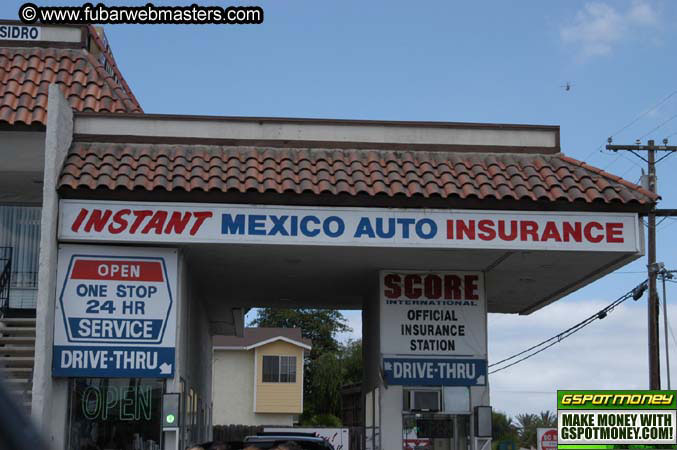 www.fubarwebmasters.com
SIDRO
INSTANT MEXICO AUTO INSURANCE
OPEN
ONE STOP
24 HR
SERVICE
DRIVE-THRU
OPEN
SCORE
INTERNATIONAL
OFFICIAL
INSURANCE
STATION
DRIVE-THRU
GSPOTMONEY
MAKE MONEY WITH
GSPOTMONEY.COM!